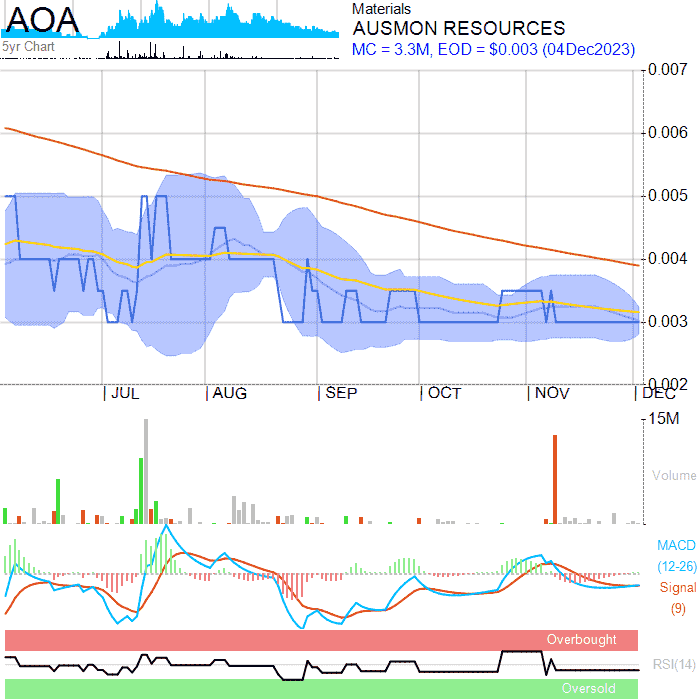 AOA
5yr Chart
Materials
AUSMON RESOURCES
MC = 3.3M, EOD = $0.003 (04Dec2023)
0.007
0.006
0.005
0.004
0.003
0.002
JUL
AUG
SEP
OCT
NOV
DEC
15M
Volume
MACD
(12-26)
Signal
(9)
Overbought
RSI(14)
Oversold